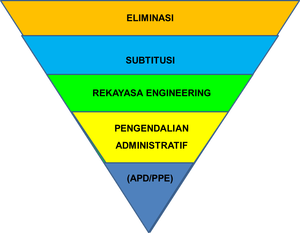 ELIMINASI
SUBTITUSI
REKAYASA ENGINEERING
PENGENDALIAN
ADMINISTRATIF
(APD/PPE)